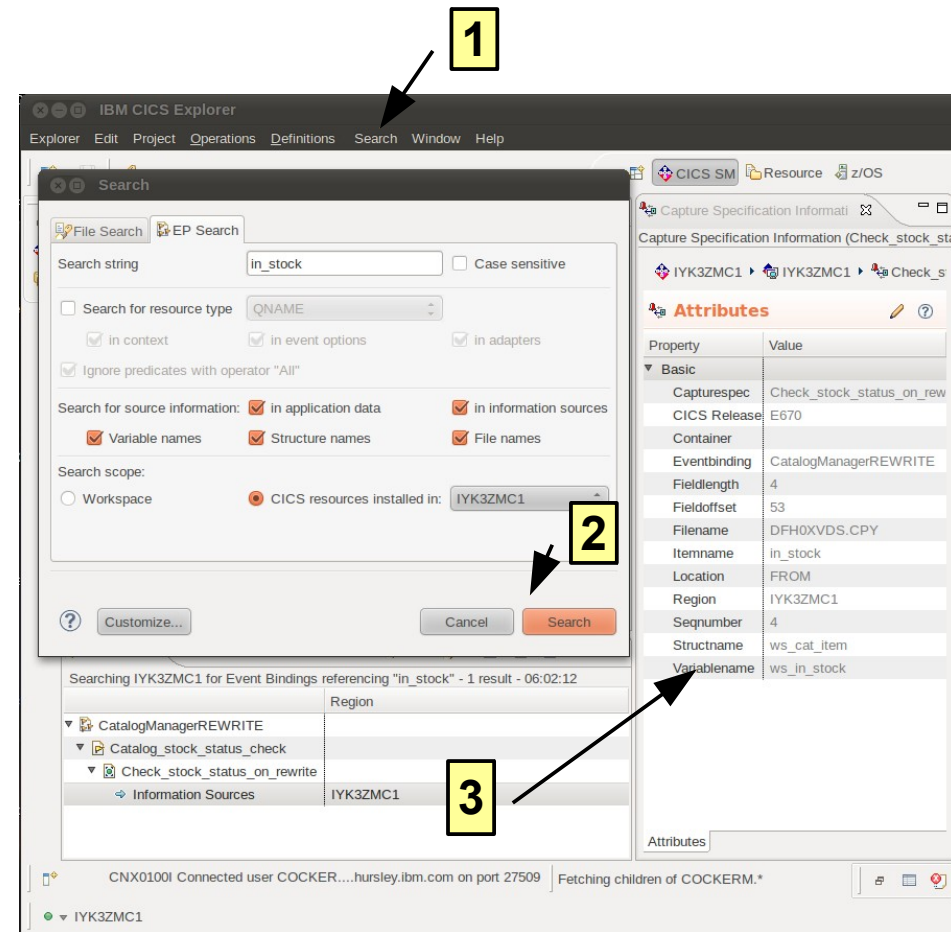 1
IBM CICS Explorer
Explorer Edit Project Operations Definitions Search Window Help
CICS SM Resource z/OS
Search
File Search EP Search
Search string in_stock Case sensitive
Search for resource type QNAME
in context in event options in adapters
Ignore predicates with operator "All"
Search for source information: in application data in information sources
Variable names Structure names File names
Search scope:
Workspace CICS resources installed in: IYK3ZMC1
2
Customize... Cancel Search
Capture Specification Informati
Capture Specification Information (Check_stock_sta
IYK3ZMC1 IYK3ZMC1 Check_s
Attributes
Property Value
Basic
Capturespec Check_stock_status_on_rew
CICS Release E670
Container
Eventbinding CatalogManagerREWRITE
Fieldlength 4
Fieldoffset 53
Filename DFH0XVDS.CPY
Itemname in_stock
Location FROM
Region IYK3ZMC1
Seqnumber 4
Structname ws_cat_item
Variablename ws_in_stock
Searching IYK3ZMC1 for Event Bindings referencing "in_stock" - 1 result - 06:02:12
Region
CatalogManagerREWRITE
Catalog_stock_status_check
Check_stock_status_on_rewrite
Information Sources IYK3ZMC1
3
Attributes
CNX0100I Connected user COCKER....hursley.ibm.com on port 27509 Fetching children of COCKERM.*
IYK3ZMC1